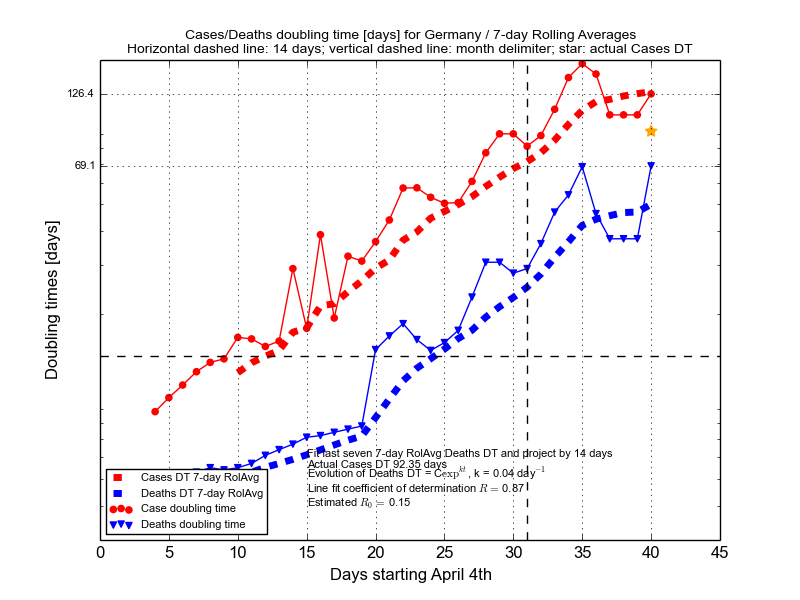 Cases/Deaths doubling time [days] for Germany / 7-day Rolling Averages
Horizontal dashed line: 14 days; vertical dashed line: month delimiter; star: actual Cases DT
126.4
69.1
Doubling times [days]
Fit last seven 7-day RolAvg Deaths DT and project by 14 days
Actual Cases DT 92.35 days
Evolution of Deaths DT = C exp^{kt}, k = 0.04 day^{-1}
Line fit coefficient of determination R = 0.87
Estimated R_0 = 0.15
Cases DT 7-day RolAvg
Deaths DT 7-day RolAvg
Case doubling time
Deaths doubling time
0 5 10 15 20 25 30 35 40 45
Days starting April 4th